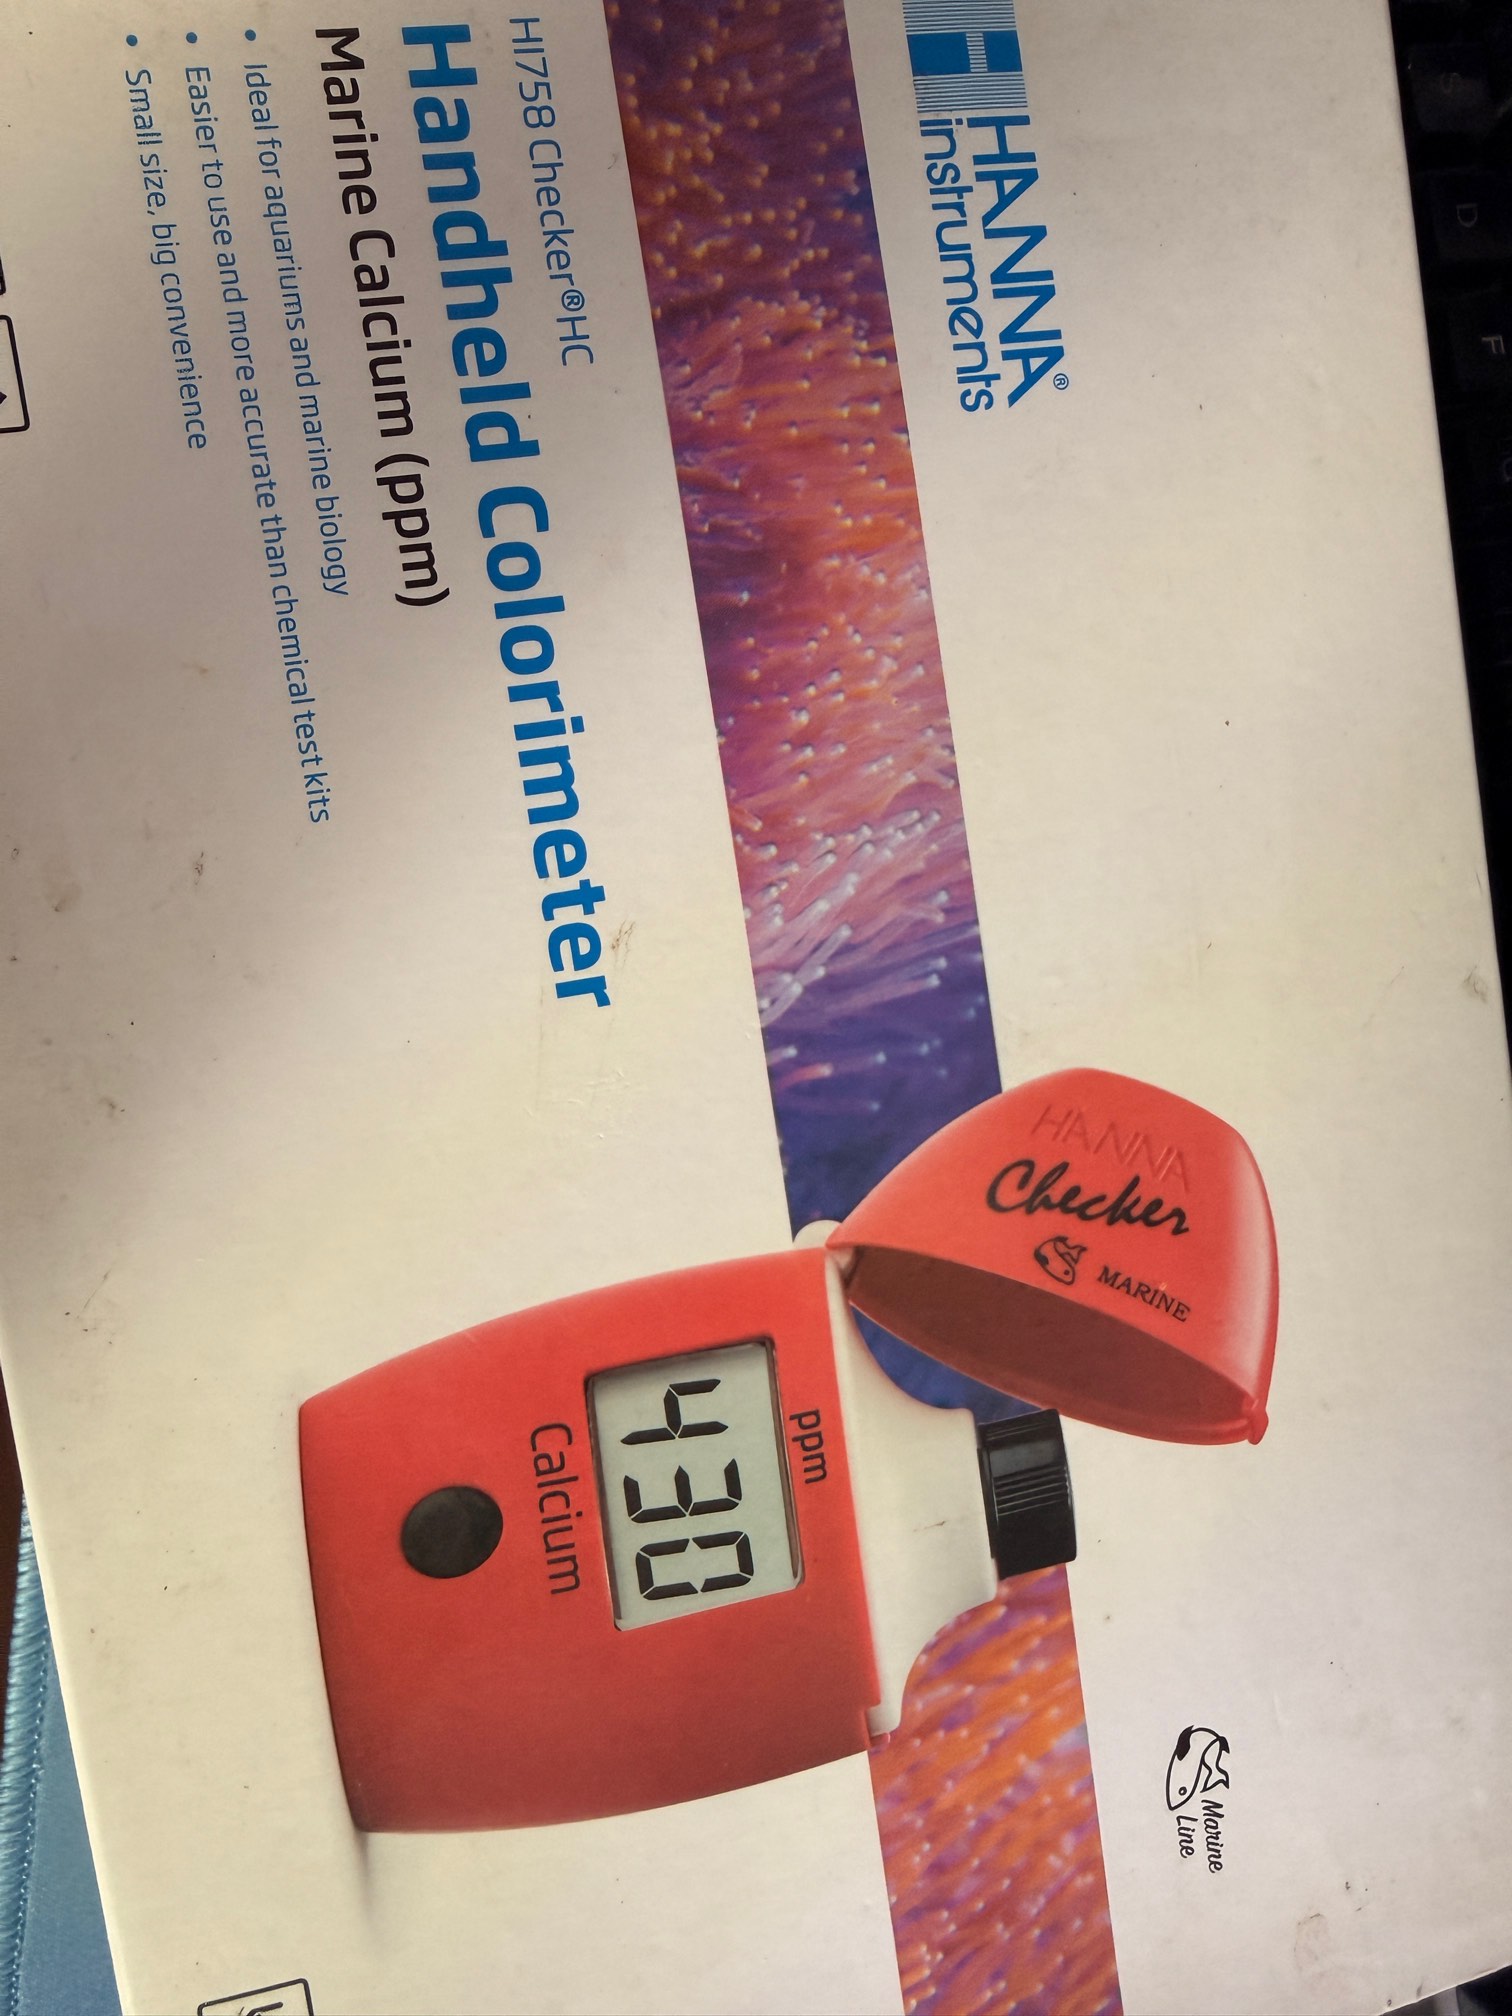 HANNA®
instruments
Marine
Line
HI758 Checker®HC
Handheld Colorimeter
Marine Calcium (ppm)
• Ideal for aquariums and marine biology
• Easier to use and more accurate than chemical test kits
• Small size, big convenience
HANNA
Checker
MARINE
ppm
430
Calcium
S
D
F